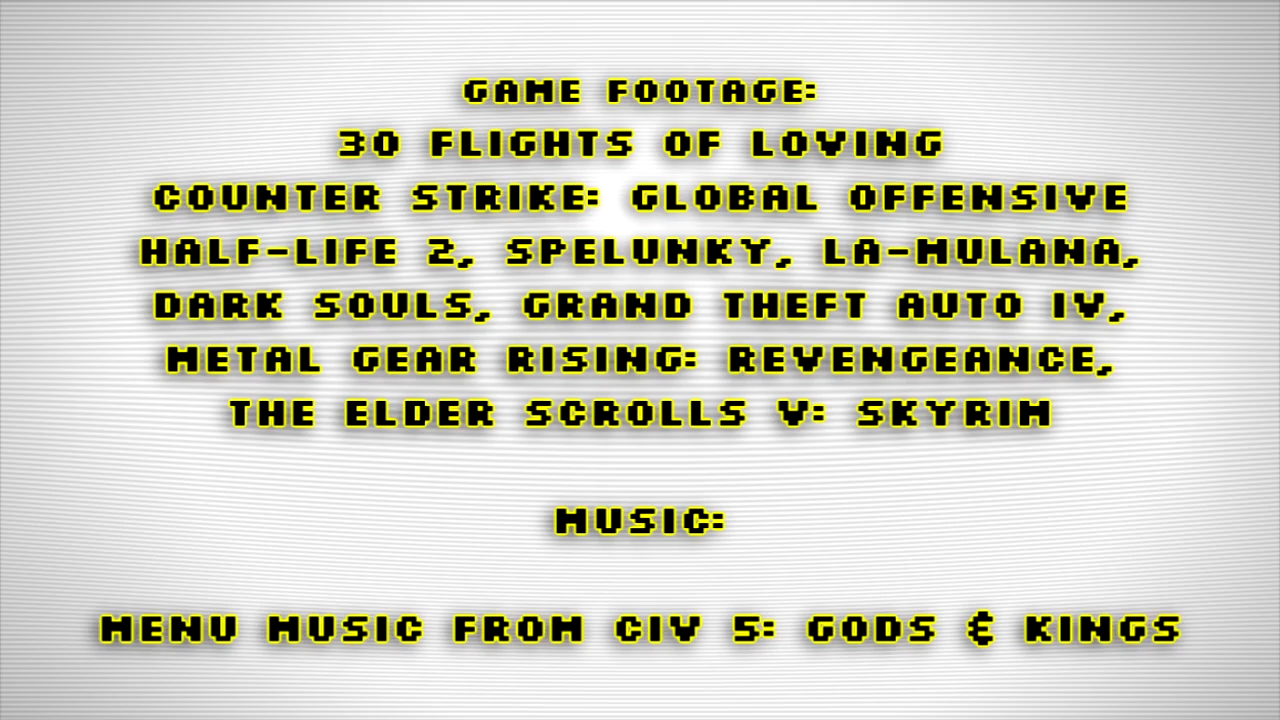 GAME FOOTAGE:
30 FLIGHTS OF LOVING
COUNTER STRIKE: GLOBAL OFFENSIVE
HALF-LIFE 2, SPELUNKY, LA-MULANA,
DARK SOULS, GRAND THEFT AUTO IV,
METAL GEAR RISING: REVENGEANCE,
THE ELDER SCROLLS V: SKYRIM
MUSIC:
MENU MUSIC FROM CIV 5: GODS & KINGS